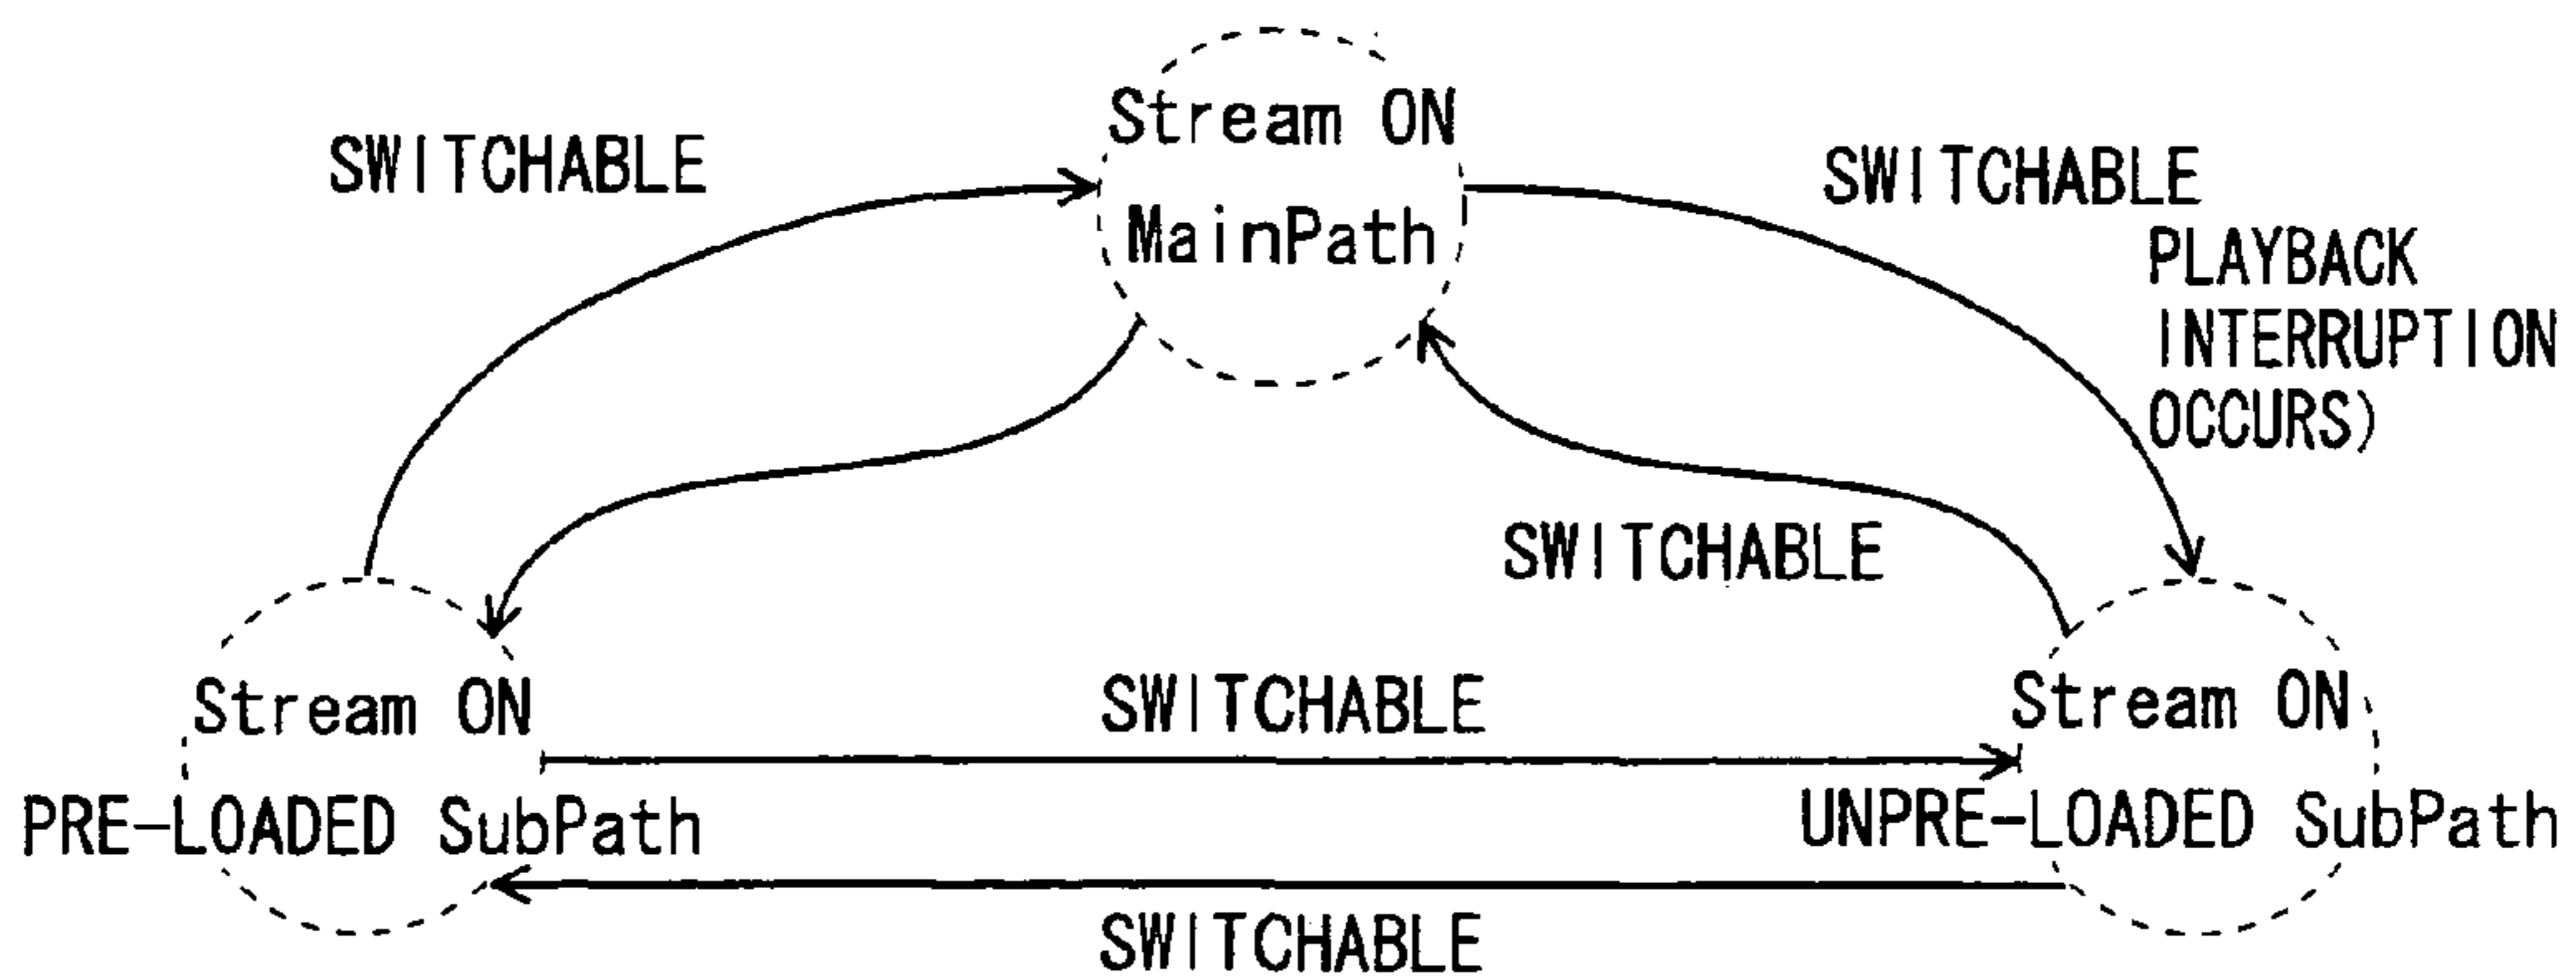 Stream ON
MainPath
SWITCHABLE
SWITCHABLE
PLAYBACK
INTERRUPTION
OCCURS)
SWITCHABLE
Stream ON
PRE-LOADED SubPath
SWITCHABLE
Stream ON
UNPRE-LOADED SubPath
SWITCHABLE